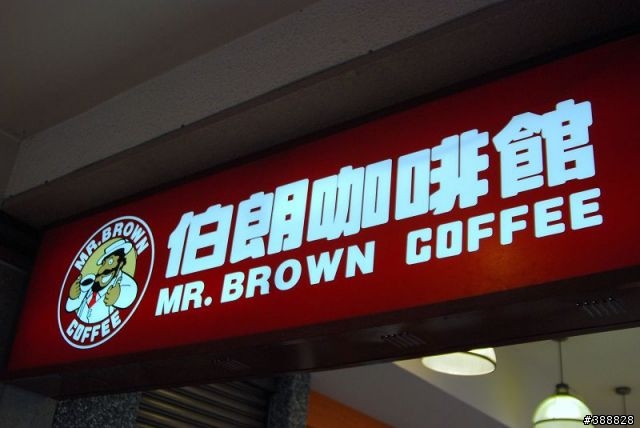 伯朗咖啡館
MR. BROWN COFFEE
MR. BROWN
COFFEE
#388828